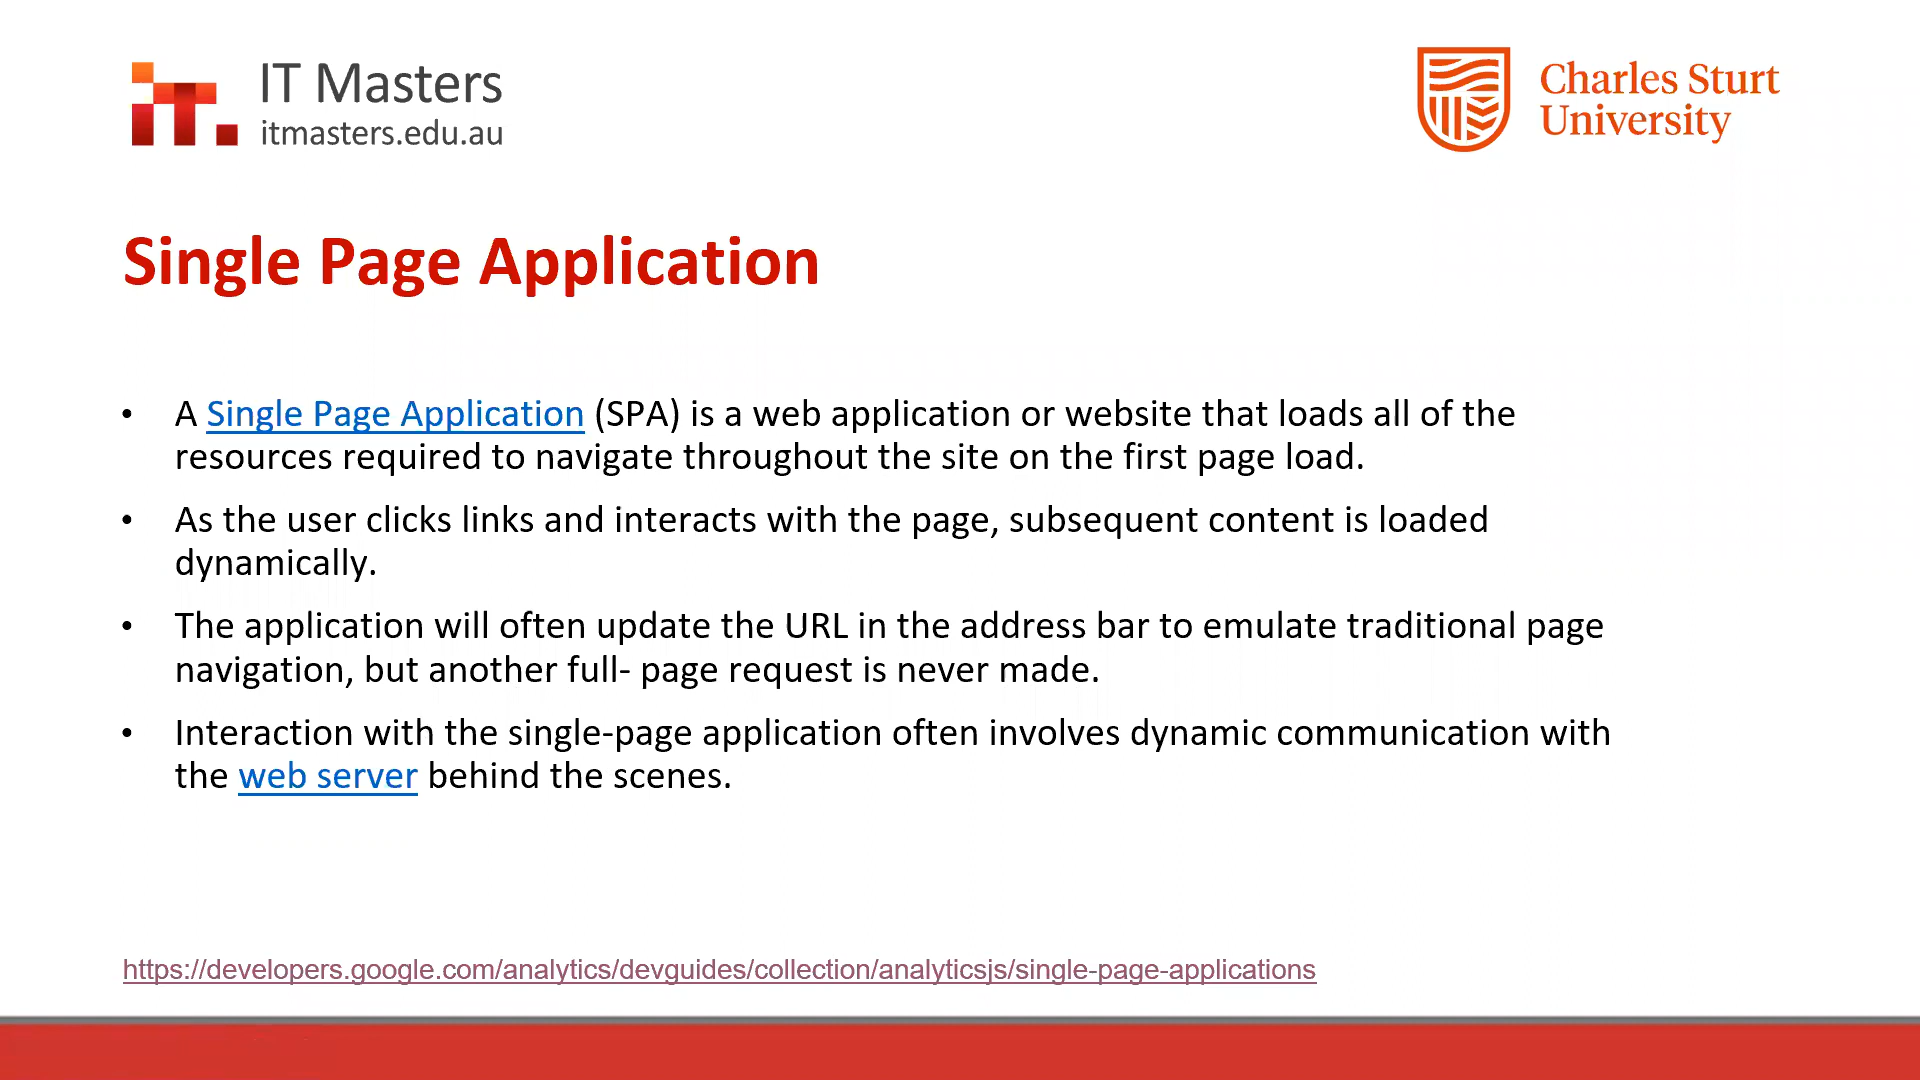 IT Masters
itmasters.edu.au
Charles Sturt
University
Single Page Application
• A Single Page Application (SPA) is a web application or website that loads all of the
resources required to navigate throughout the site on the first page load.
• As the user clicks links and interacts with the page, subsequent content is loaded
dynamically.
• The application will often update the URL in the address bar to emulate traditional page
navigation, but another full- page request is never made.
• Interaction with the single-page application often involves dynamic communication with
the web server behind the scenes.
https://developers.google.com/analytics/devguides/collection/analyticsjs/single-page-applications